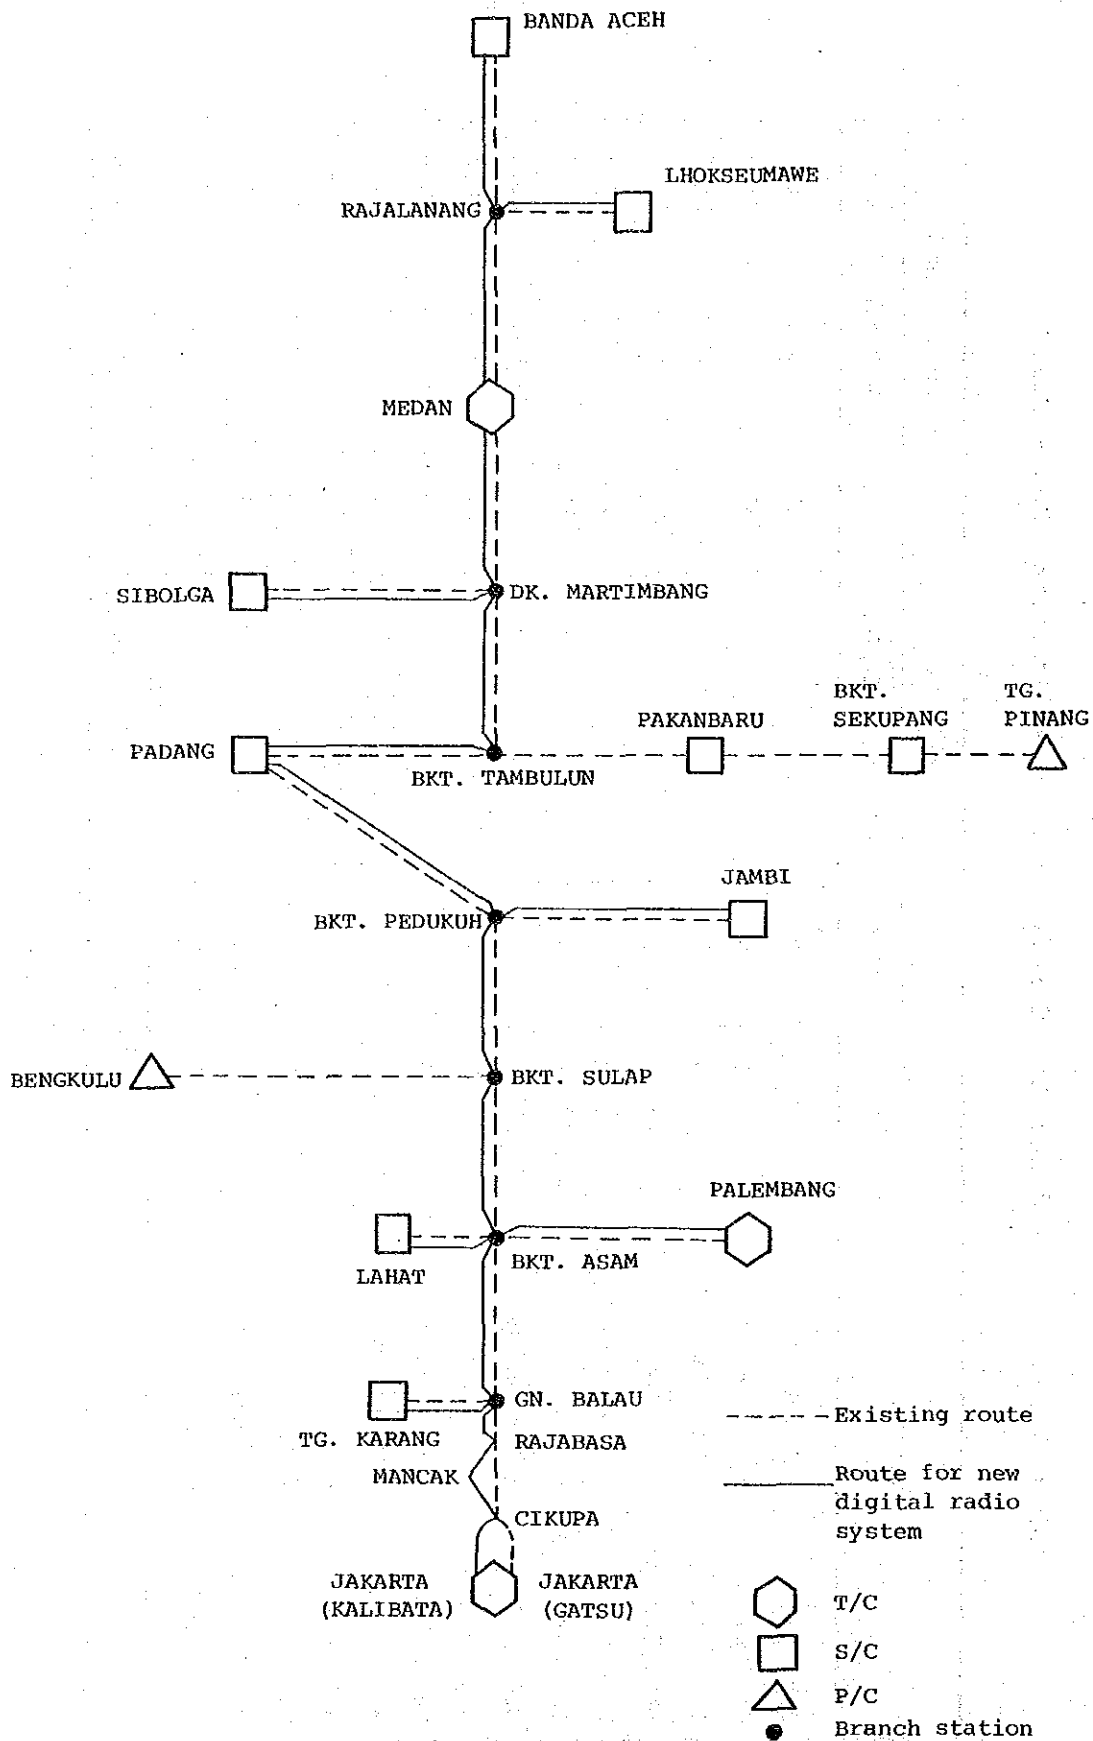 BANDA ACEH
LHOKSEUMAWE
RAJALANANG
MEDAN
SIBOLGA
DK. MARTIMBANG
BKT.
SEKUPANG
TG.
PINANG
PAKANBARU
PADANG
BKT. TAMBULUN
JAMBI
BKT. PEDUKUH
BENGKULU
BKT. SULAP
PALEMBANG
LAHAT
BKT. ASAM
GN. BALAU
TG. KARANG
RAJABASA
MANCAK
CIKUPA
JAKARTA
(KALIBATA)
JAKARTA
(GATSU)
Existing route
Route for new
digital radio
system
T/C
S/C
P/C
Branch station